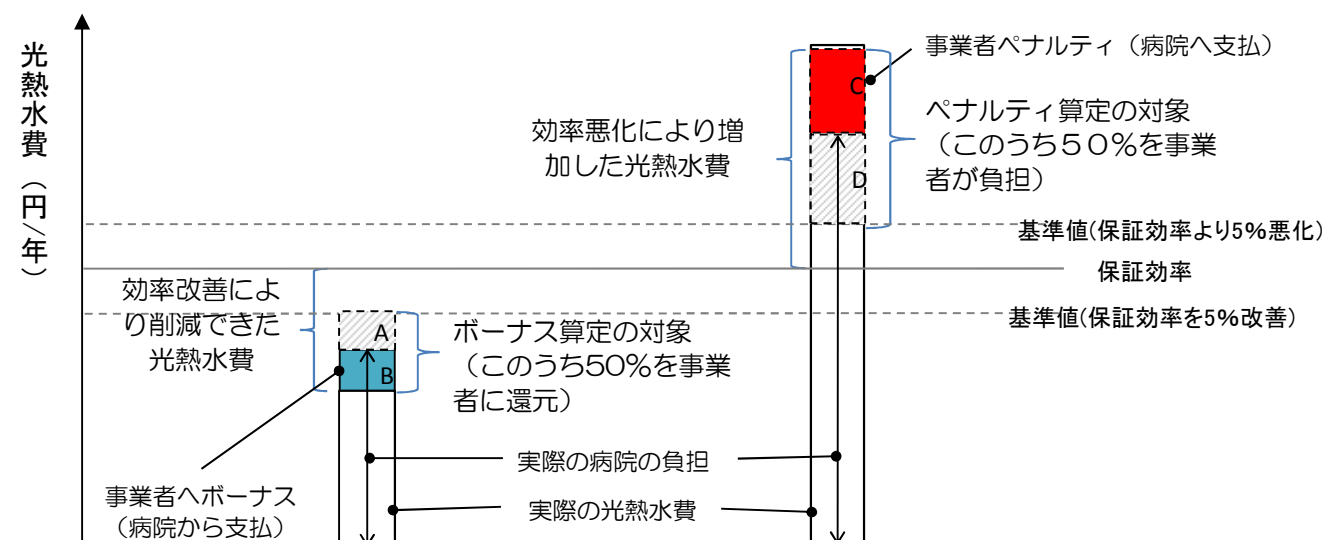 光熱水費（円/年）
事業者ペナルティ（病院へ支払）
C
ペナルティ算定の対象
（このうち５０％を事業
者が負担）
効率悪化により増
加した光熱水費
D
基準値(保証効率より5%悪化)
保証効率
効率改善によ
り削減できた
光熱水費
基準値(保証効率を5%改善)
A
B
ボーナス算定の対象
（このうち50%を事業
者に還元）
実際の病院の負担
事業者へボーナス
（病院から支払）
実際の光熱水費